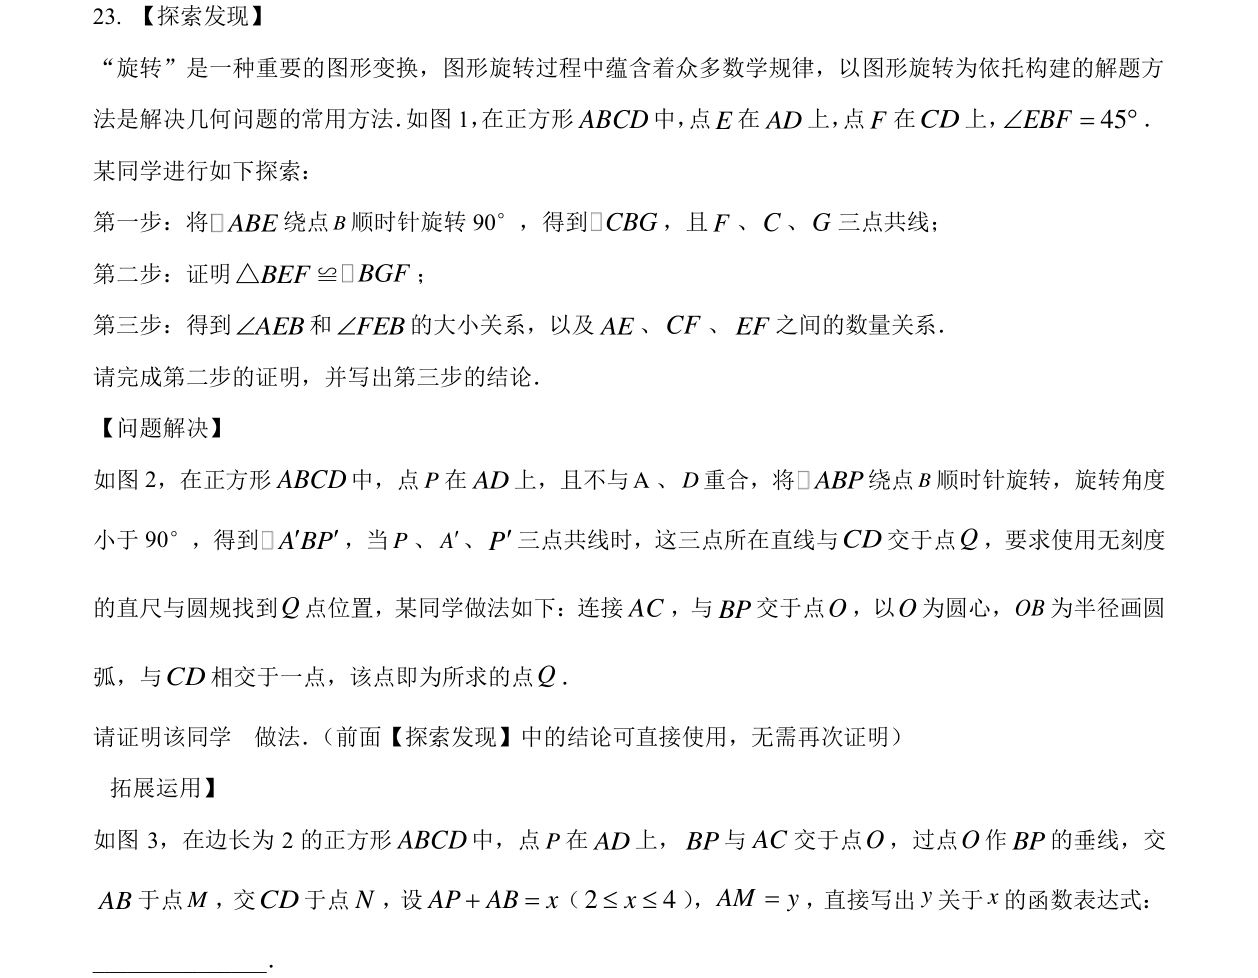 23. 【探索发现】
“旋转”是一种重要的图形变换，图形旋转过程中蕴含着众多数学规律，以图形旋转为依托构建的解题方
法是解决几何问题的常用方法．如图 1，在正方形 ABCD 中，点 E 在 AD 上，点 F 在 CD 上，∠EBF = 45°．
某同学进行如下探索：
第一步：将□ABE 绕点 B 顺时针旋转 90°，得到□CBG，且 F 、C 、G 三点共线；
第二步：证明△BEF ≌□BGF；
第三步：得到∠AEB 和∠FEB 的大小关系，以及 AE 、CF 、EF 之间的数量关系．
请完成第二步的证明，并写出第三步的结论．
【问题解决】
如图 2，在正方形 ABCD 中，点 P 在 AD 上，且不与 A 、D 重合，将□ABP 绕点 B 顺时针旋转，旋转角度
小于 90°，得到□A′BP′，当 P 、A′、P′ 三点共线时，这三点所在直线与 CD 交于点 Q，要求使用无刻度
的直尺与圆规找到 Q 点位置，某同学做法如下：连接 AC，与 BP 交于点 O，以 O 为圆心，OB 为半径画圆
弧，与 CD 相交于一点，该点即为所求的点 Q．
请证明该同学　做法．（前面【探索发现】中的结论可直接使用，无需再次证明）
拓展运用】
如图 3，在边长为 2 的正方形 ABCD 中，点 P 在 AD 上，BP 与 AC 交于点 O，过点 O 作 BP 的垂线，交
AB 于点 M，交 CD 于点 N，设 AP + AB = x（2 ≤ x ≤ 4），AM = y，直接写出 y 关于 x 的函数表达式：
_______________．